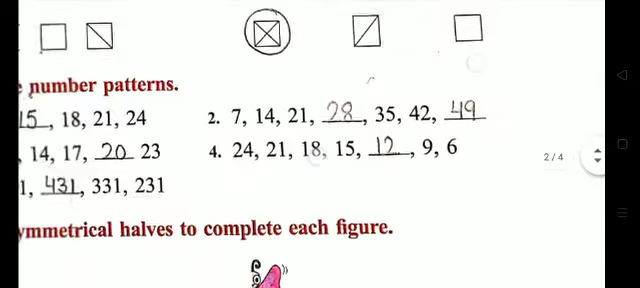 number patterns.
15, 18, 21, 24
2. 7, 14, 21, 28, 35, 42, 49
, 14, 17, 20 23
4. 24, 21, 18, 15, 12, 9, 6
1, 431, 331, 231
2/4
ymmetrical halves to complete each figure.